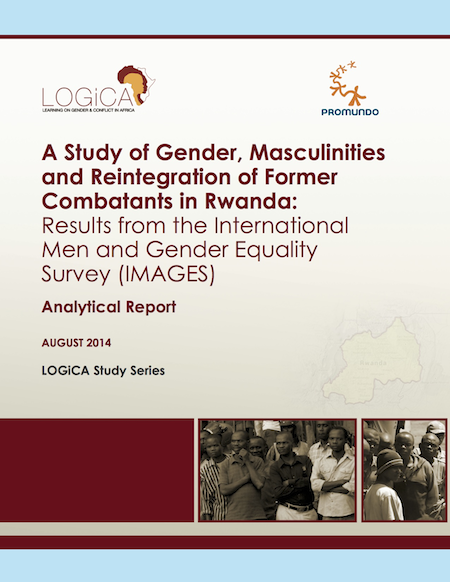 LOGiCA
LEARNING ON GENDER & CONFLICT IN AFRICA
PROMUNDO
A Study of Gender, Masculinities
and Reintegration of Former
Combatants in Rwanda:
Results from the International
Men and Gender Equality
Survey (IMAGES)
Analytical Report
AUGUST 2014
LOGiCA Study Series
Rwanda